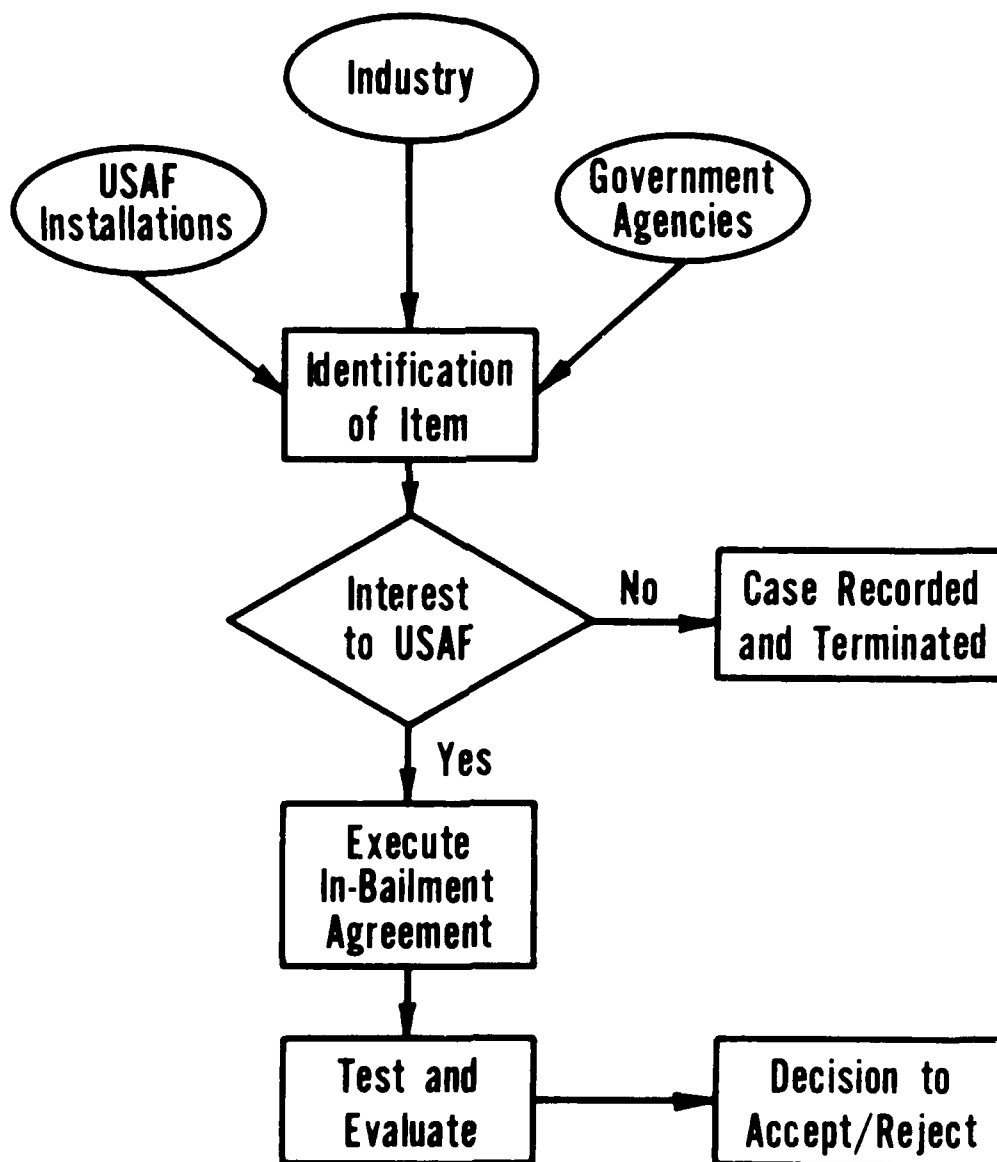 Industry
USAF
Installations
Government
Agencies
Identification
of Item
Interest
to USAF
No
Case Recorded
and Terminated
Yes
Execute
In-Bailment
Agreement
Test and
Evaluate
Decision to
Accept/Reject